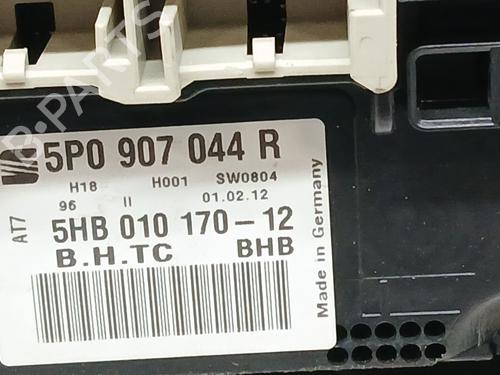 B-PARTS
5P0 907 044 R
H18 H001 SW0804
96 II 01.02.12
AT7
5HB 010 170-12
B.H.TC BHB
Made in Germany